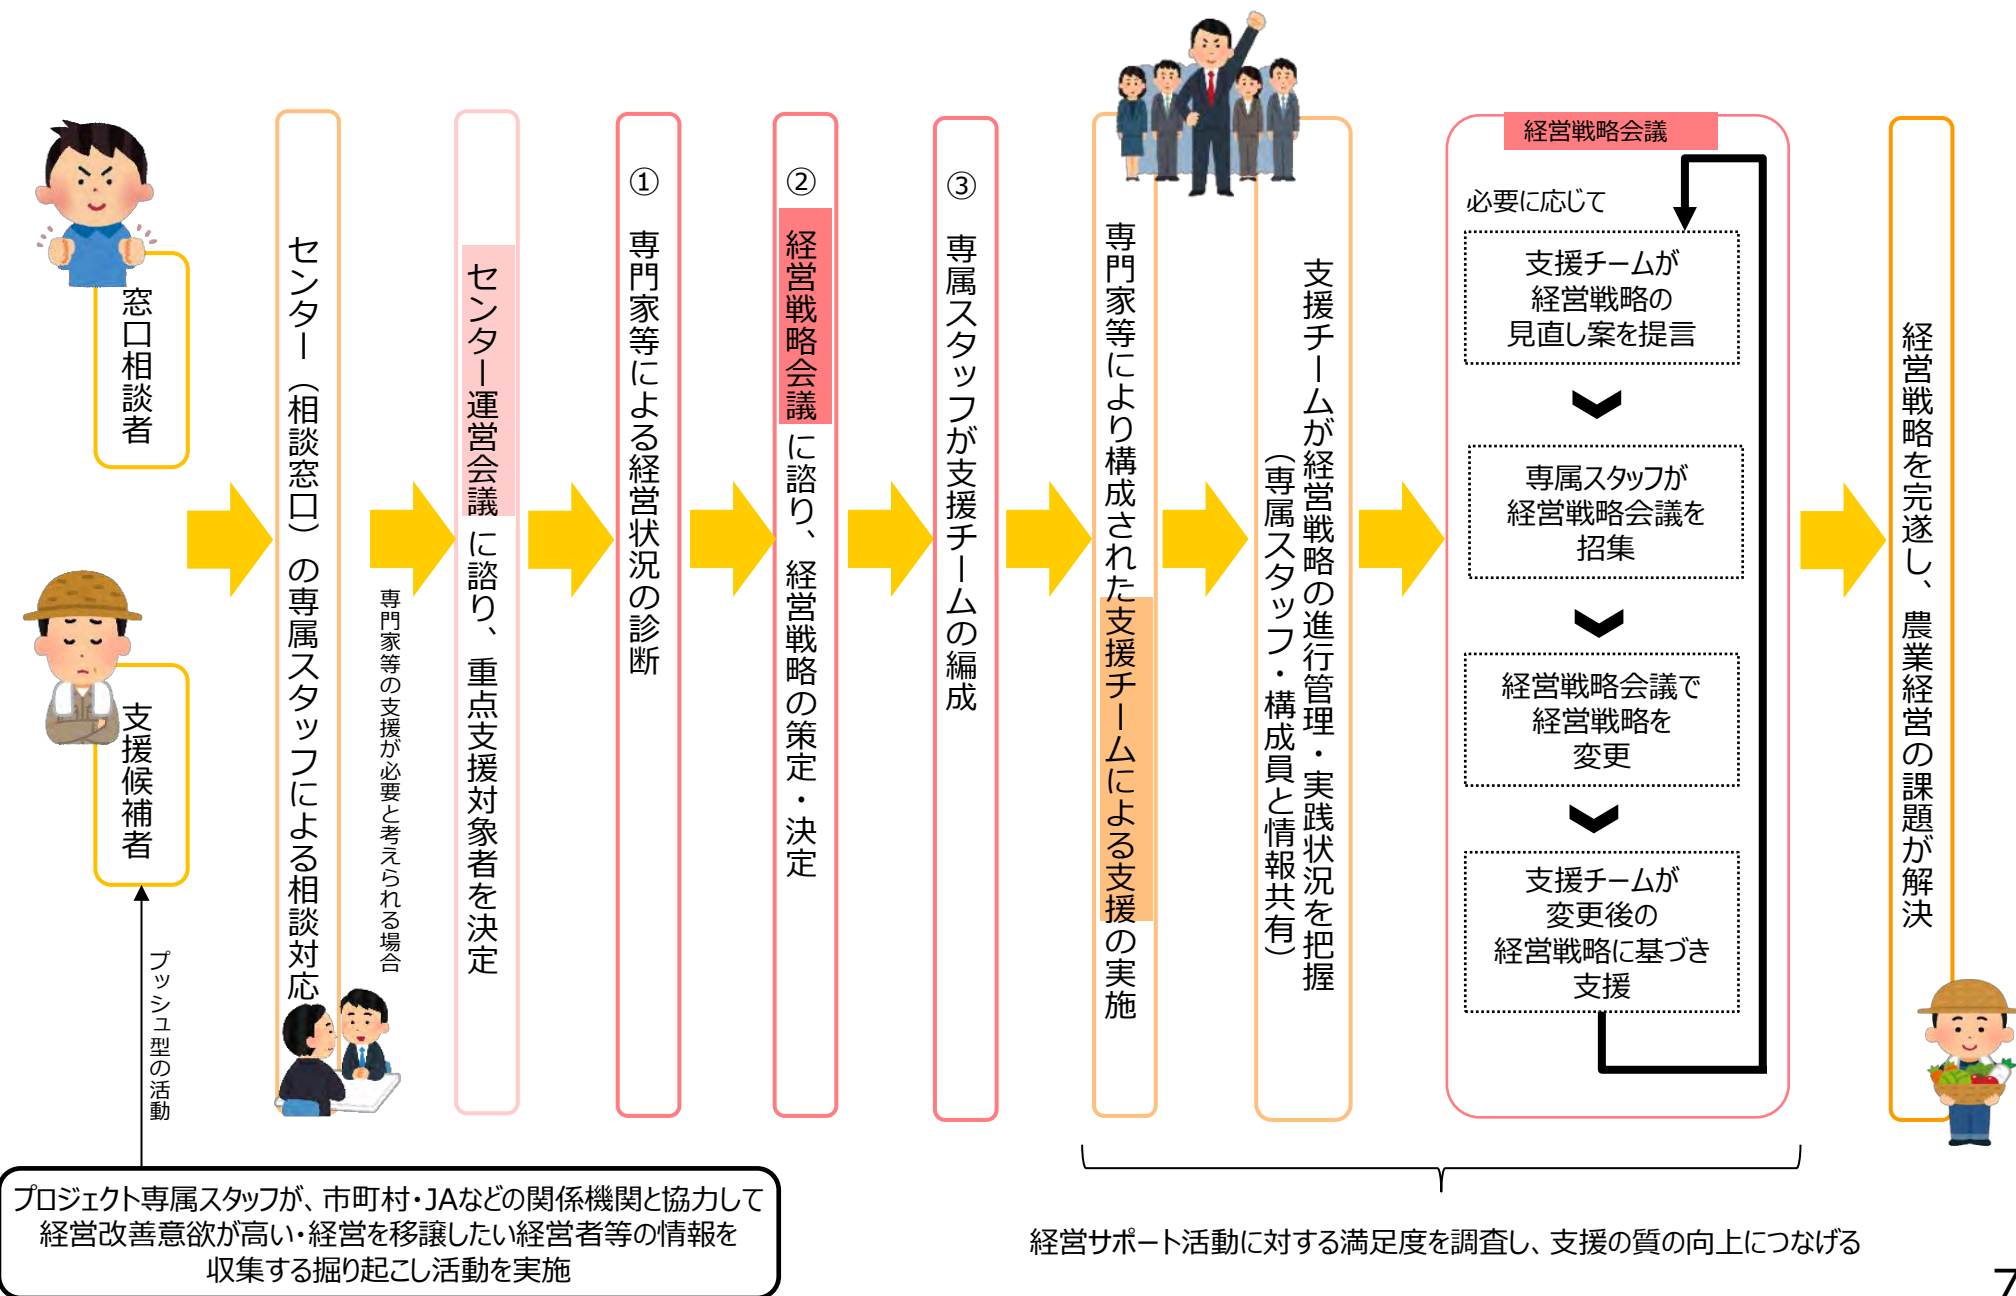 窓口相談者
支援候補者
プッシュ型の活動
プロジェクト専属スタッフが、市町村・JAなどの関係機関と協力して
経営改善意欲が高い・経営を移譲したい経営者等の情報を
収集する掘り起こし活動を実施
センター（相談窓口）の専属スタッフによる相談対応
専門家等の支援が必要と考えられる場合
センター運営会議に諮り、重点支援対象者を決定
① 専門家等による経営状況の診断
② 経営戦略会議に諮り、経営戦略の策定・決定
③ 専属スタッフが支援チームの編成
専門家等により構成された支援チームによる支援の実施
支援チームが経営戦略の進行管理・実践状況を把握
（専属スタッフ・構成員と情報共有）
経営戦略会議
必要に応じて
支援チームが
経営戦略の
見直し案を提言
専属スタッフが
経営戦略会議を
招集
経営戦略会議で
経営戦略を
変更
支援チームが
変更後の
経営戦略に基づき
支援
経営戦略を完遂し、農業経営の課題が解決
経営サポート活動に対する満足度を調査し、支援の質の向上につなげる
7